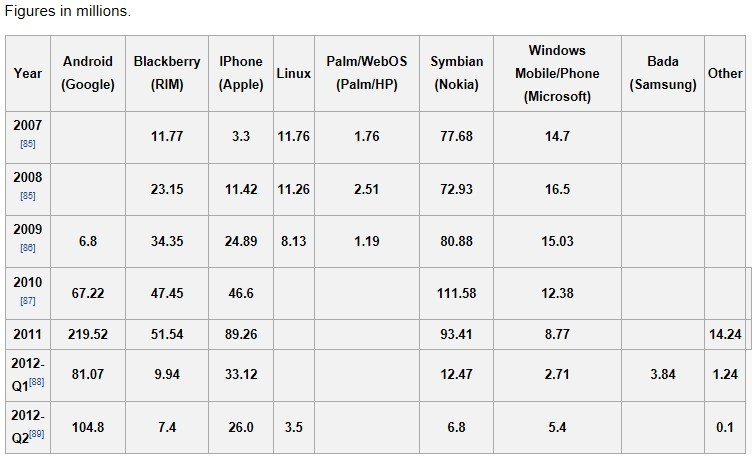 Figures in millions.
Year Android (Google) Blackberry (RIM) IPhone (Apple) Linux Palm/WebOS (Palm/HP) Symbian (Nokia) Windows Mobile/Phone (Microsoft) Bada (Samsung) Other
2007 [85] 11.77 3.3 11.76 1.76 77.68 14.7
2008 [85] 23.15 11.42 11.26 2.51 72.93 16.5
2009 [86] 6.8 34.35 24.89 8.13 1.19 80.88 15.03
2010 [87] 67.22 47.45 46.6 111.58 12.38
2011 219.52 51.54 89.26 93.41 8.77 14.24
2012-Q1[88] 81.07 9.94 33.12 12.47 2.71 3.84 1.24
2012-Q2[89] 104.8 7.4 26.0 3.5 6.8 5.4 0.1